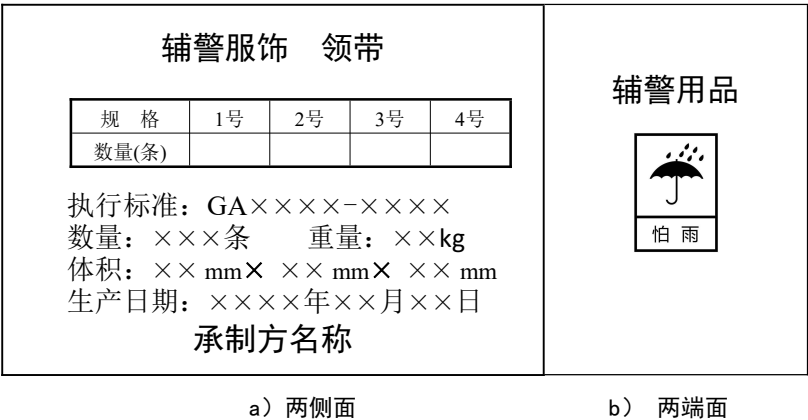 辅警服饰 领带
规 格 1号 2号 3号 4号
数量(条)
执行标准：GA××××-××××
数量：×××条 重量：××kg
体积：×× mm× ×× mm× ×× mm
生产日期：××××年××月××日
承制方名称
a）两侧面
辅警用品
怕 雨
b） 两端面